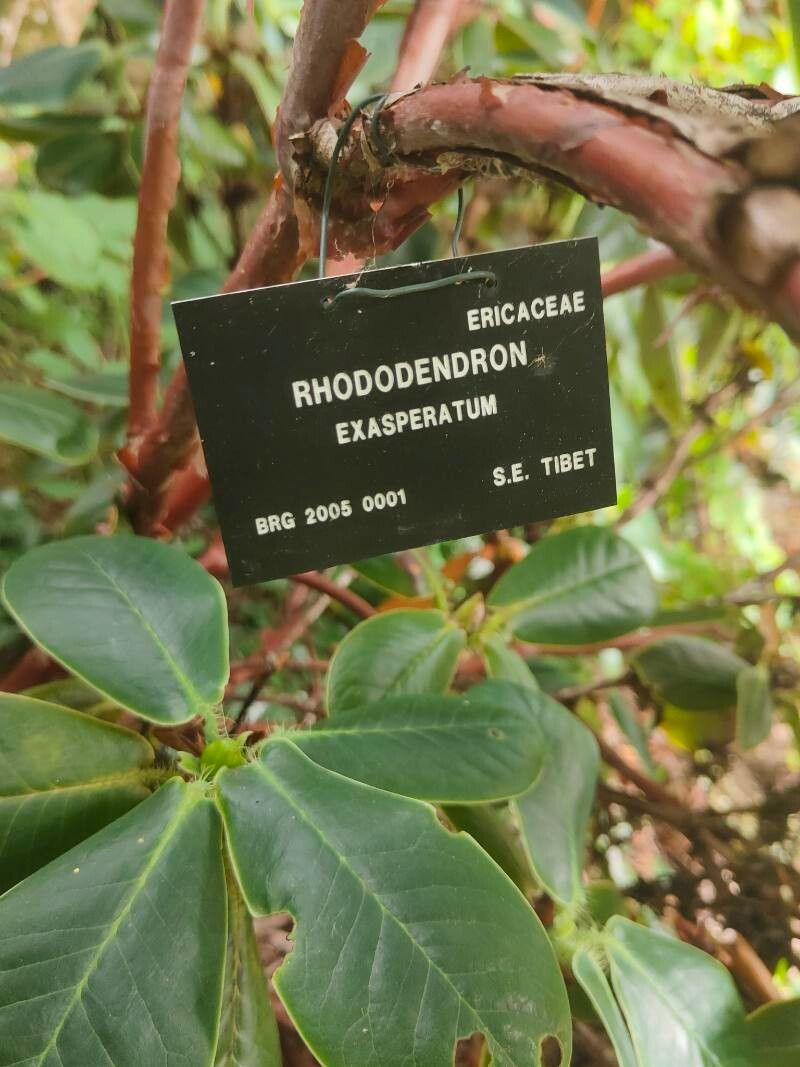 ERICACEAE
RHODODENDRON
EXASPERATUM
S.E. TIBET
BRG 2005 0001